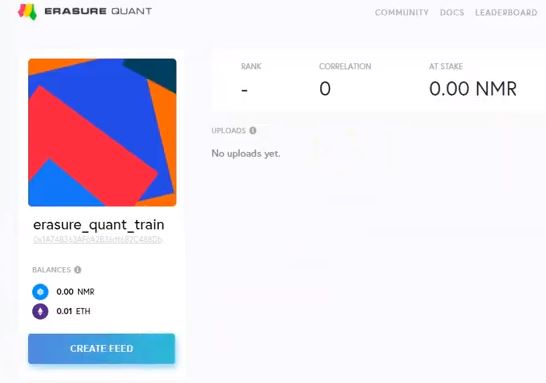 ERASURE QUANT
COMMUNITY DOCS LEADERBOARD
RANK CORRELATION AT STAKE
- 0 0.00 NMR
UPLOADS
No uploads yet.
erasure_quant_train
BALANCES
0.00 NMR
0.01 ETH
CREATE FEED